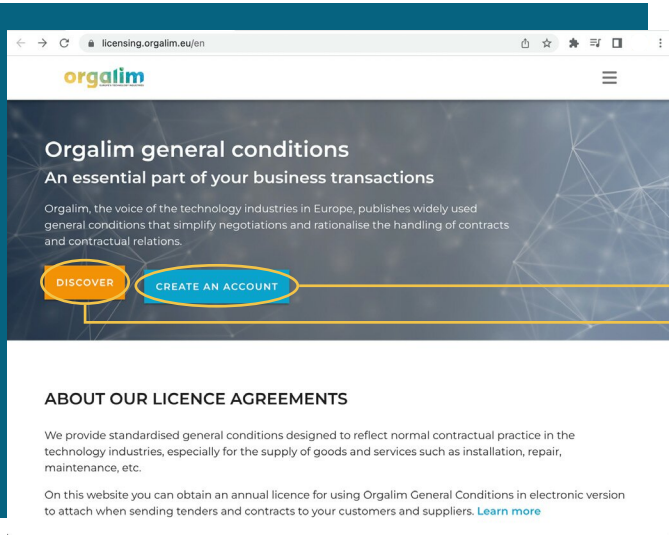 licensing.orgalim.eu/en
orgalim
Orgalim general conditions
An essential part of your business transactions
Orgalim, the voice of the technology industries in Europe, publishes widely used
general conditions that simplify negotiations and rationalise the handling of contracts
and contractual relations.
DISCOVER
CREATE AN ACCOUNT
ABOUT OUR LICENCE AGREEMENTS
We provide standardised general conditions designed to reflect normal contractual practice in the
technology industries, especially for the supply of goods and services such as installation, repair,
maintenance, etc.
On this website you can obtain an annual licence for using Orgalim General Conditions in electronic version
to attach when sending tenders and contracts to your customers and suppliers. Learn more